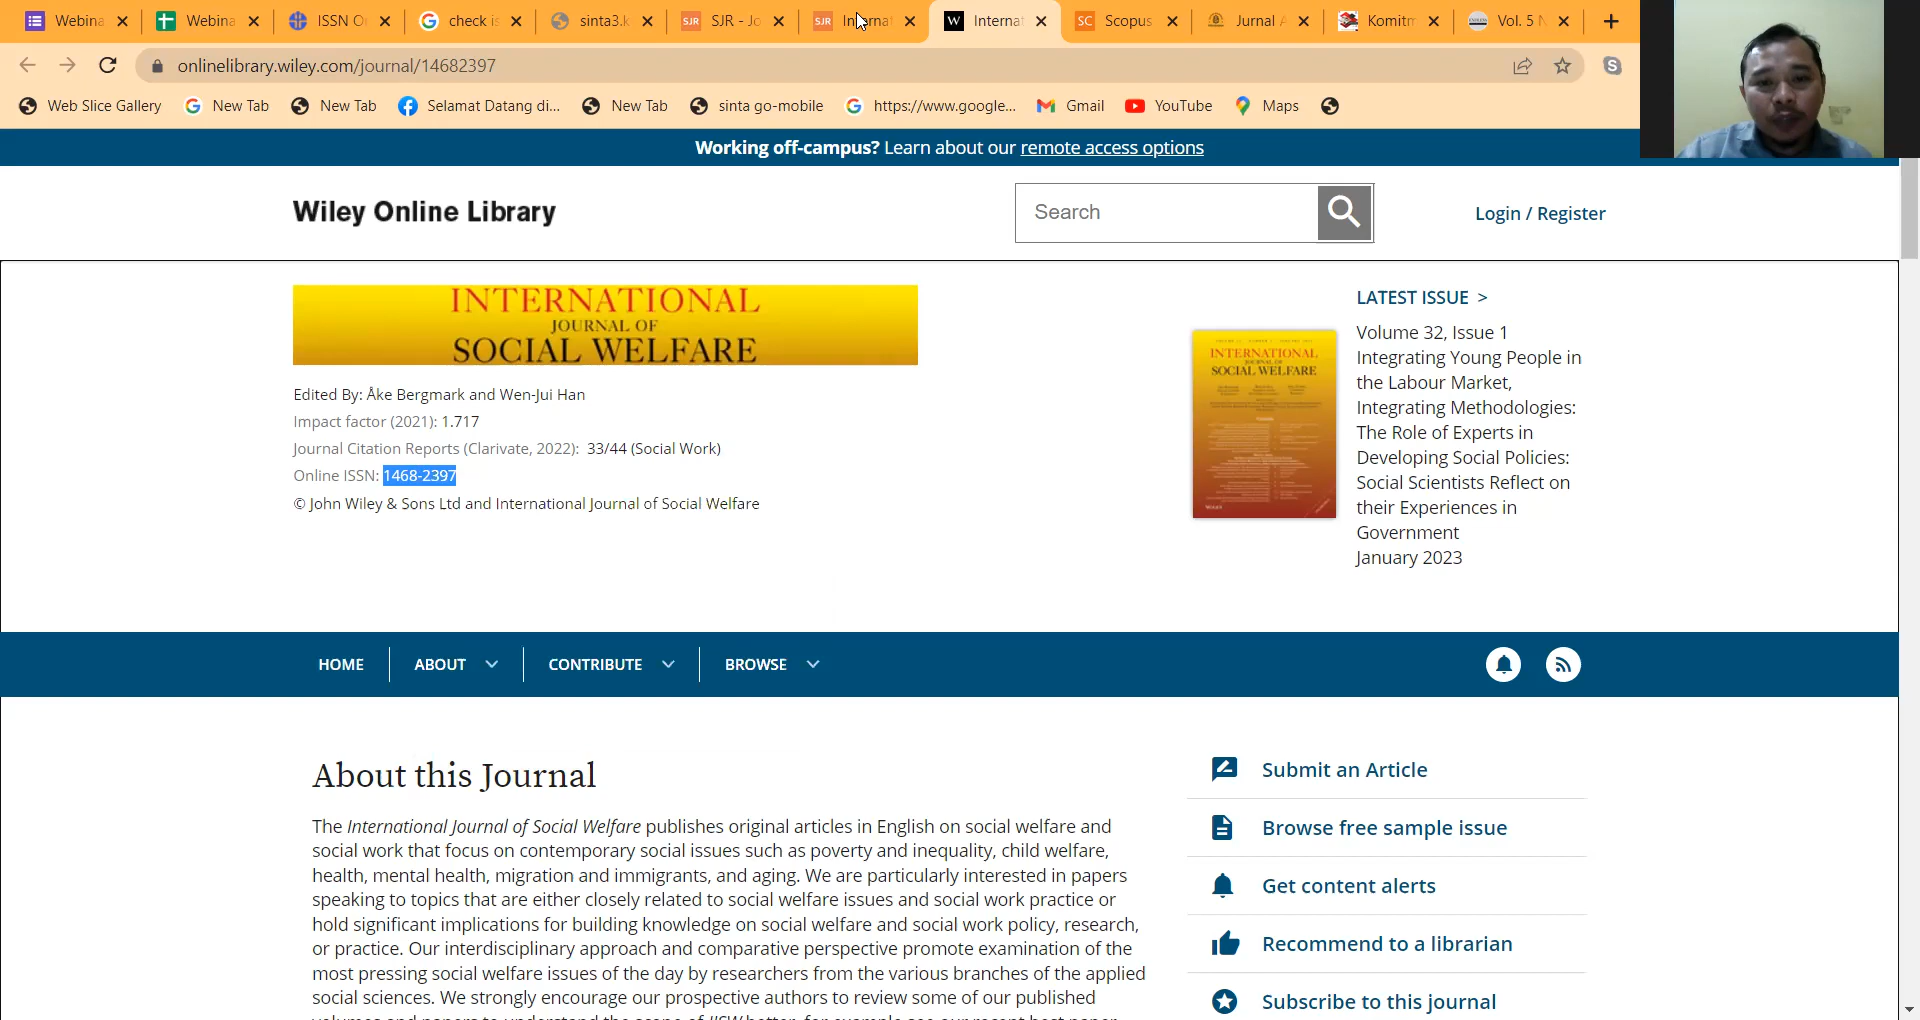 Webina
Webina
ISSN O
check is
sinta3.k
SJR
SJR - Jo
SJR
Internat
W
Internat
SC
Scopus
Jurnal A
Komitm
Vol. 5 N
onlinelibrary.wiley.com/journal/14682397
S
Web Slice Gallery
New Tab
New Tab
Selamat Datang di...
New Tab
sinta go-mobile
https://www.google...
Gmail
YouTube
Maps
Working off-campus? Learn about our remote access options
Wiley Online Library
Search
Login / Register
INTERNATIONAL
JOURNAL OF
SOCIAL WELFARE
Edited By: Åke Bergmark and Wen-Jui Han
Impact factor (2021): 1.717
Journal Citation Reports (Clarivate, 2022): 33/44 (Social Work)
Online ISSN: 1468-2397
© John Wiley & Sons Ltd and International Journal of Social Welfare
INTERNATIONAL
JOURNAL OF
SOCIAL WELFARE
WILEY
LATEST ISSUE >
Volume 32, Issue 1
Integrating Young People in
the Labour Market,
Integrating Methodologies:
The Role of Experts in
Developing Social Policies:
Social Scientists Reflect on
their Experiences in
Government
January 2023
HOME
ABOUT
CONTRIBUTE
BROWSE
About this Journal
The International Journal of Social Welfare publishes original articles in English on social welfare and
social work that focus on contemporary social issues such as poverty and inequality, child welfare,
health, mental health, migration and immigrants, and aging. We are particularly interested in papers
speaking to topics that are either closely related to social welfare issues and social work practice or
hold significant implications for building knowledge on social welfare and social work policy, research,
or practice. Our interdisciplinary approach and comparative perspective promote examination of the
most pressing social welfare issues of the day by researchers from the various branches of the applied
social sciences. We strongly encourage our prospective authors to review some of our published
Submit an Article
Browse free sample issue
Get content alerts
Recommend to a librarian
Subscribe to this journal